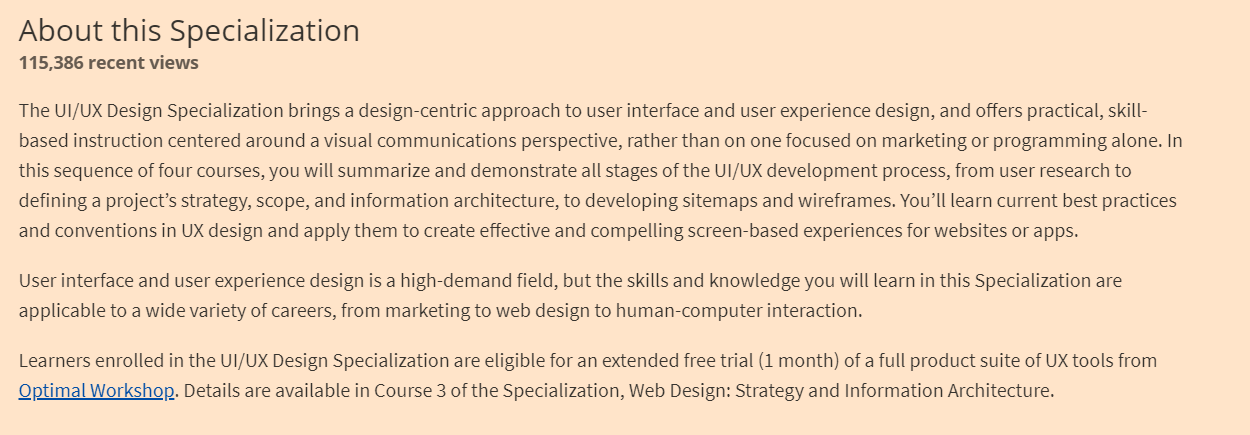 About this Specialization
115,386 recent views
The UI/UX Design Specialization brings a design-centric approach to user interface and user experience design, and offers practical, skill-
based instruction centered around a visual communications perspective, rather than on one focused on marketing or programming alone. In
this sequence of four courses, you will summarize and demonstrate all stages of the UI/UX development process, from user research to
defining a project’s strategy, scope, and information architecture, to developing sitemaps and wireframes. You’ll learn current best practices
and conventions in UX design and apply them to create effective and compelling screen-based experiences for websites or apps.
User interface and user experience design is a high-demand field, but the skills and knowledge you will learn in this Specialization are
applicable to a wide variety of careers, from marketing to web design to human-computer interaction.
Learners enrolled in the UI/UX Design Specialization are eligible for an extended free trial (1 month) of a full product suite of UX tools from
Optimal Workshop. Details are available in Course 3 of the Specialization, Web Design: Strategy and Information Architecture.